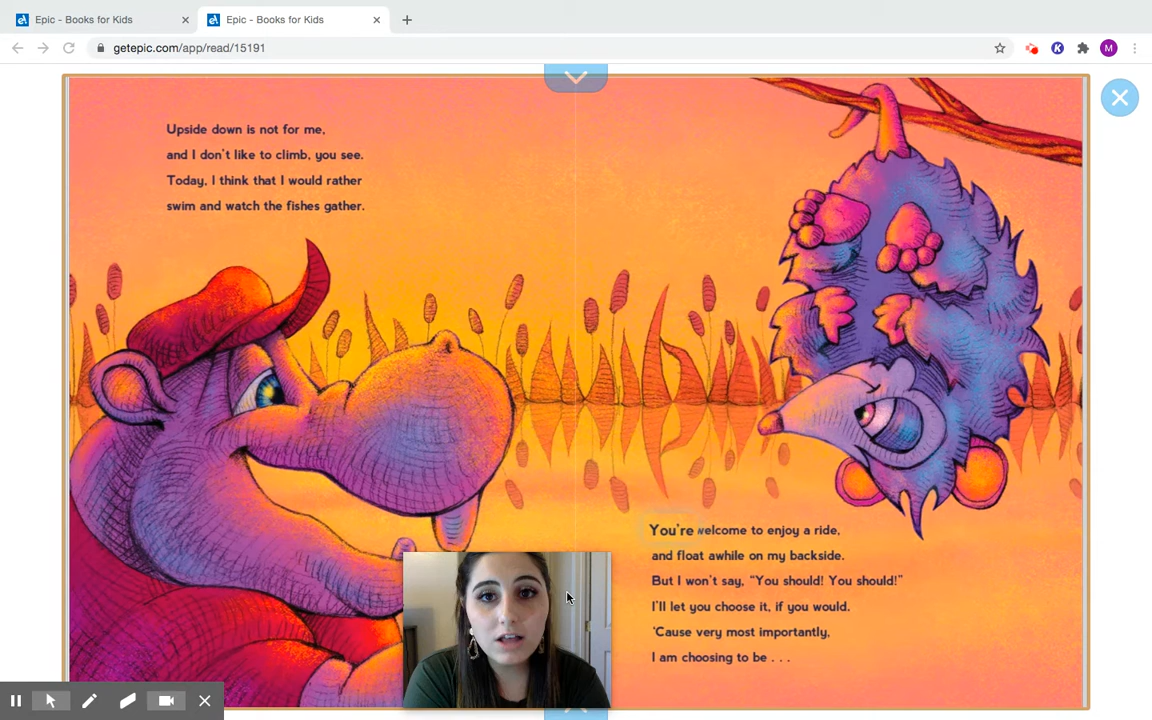 Epic - Books for Kids
Epic - Books for Kids
getepic.com/app/read/15191
M
Upside down is not for me,
and I don't like to climb, you see.
Today, I think that I would rather
swim and watch the fishes gather.
You're welcome to enjoy a ride,
and float awhile on my backside.
But I won't say, "You should! You should!"
I'll let you choose it, if you would.
'Cause very most importantly,
I am choosing to be . . .